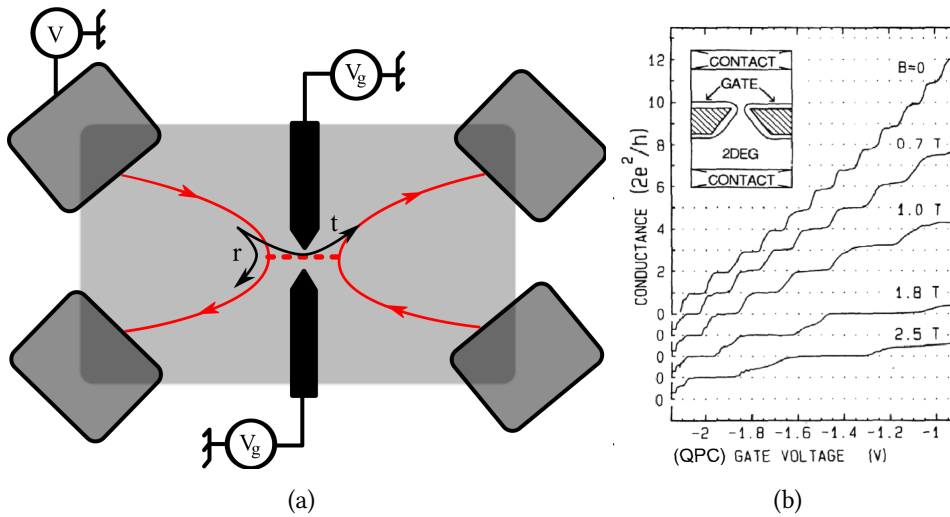 V
V_g
t
r
V_g
(a)
CONDUCTANCE (2e²/h)
12
10
8
6
4
2
0
0
0
0
0
CONTACT
GATE
2DEG
CONTACT
B=0
0.7 T
1.0 T
1.8 T
2.5 T
-2 -1.8 -1.6 -1.4 -1.2 -1
(QPC) GATE VOLTAGE (V)
(b)